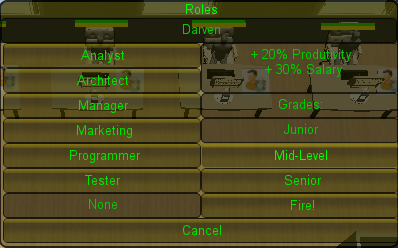 Roles
Darven
Analyst
+20% Produtivity
+30% Salary
Architect
Manager
Grades
Marketing
Junior
Programmer
Mid-Level
Tester
Senior
None
Fire!
Cancel